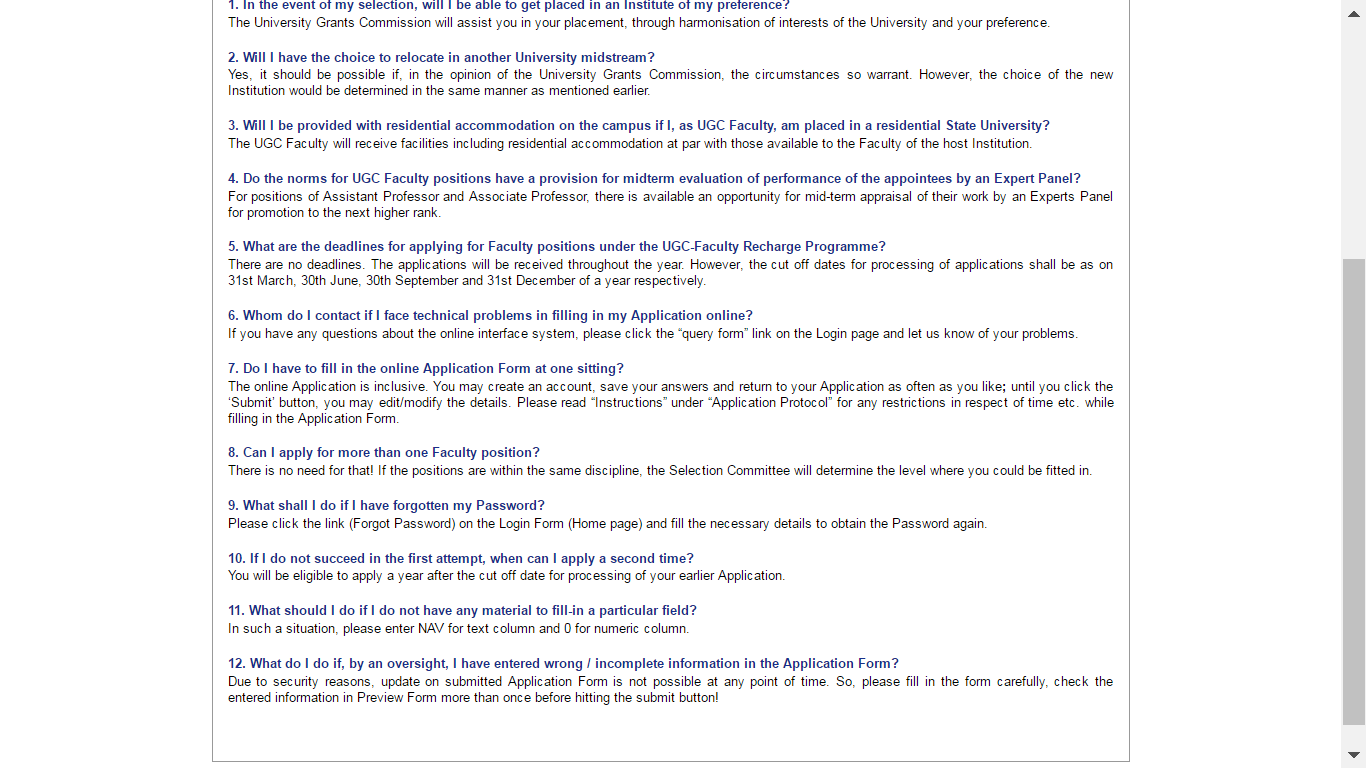 1. In the event of my selection, will I be able to get placed in an Institute of my preference?
The University Grants Commission will assist you in your placement, through harmonisation of interests of the University and your preference.
2. Will I have the choice to relocate in another University midstream?
Yes, it should be possible if, in the opinion of the University Grants Commission, the circumstances so warrant. However, the choice of the new
Institution would be determined in the same manner as mentioned earlier.
3. Will I be provided with residential accommodation on the campus if I, as UGC Faculty, am placed in a residential State University?
The UGC Faculty will receive facilities including residential accommodation at par with those available to the Faculty of the host Institution.
4. Do the norms for UGC Faculty positions have a provision for midterm evaluation of performance of the appointees by an Expert Panel?
For positions of Assistant Professor and Associate Professor, there is available an opportunity for mid-term appraisal of their work by an Experts Panel
for promotion to the next higher rank.
5. What are the deadlines for applying for Faculty positions under the UGC-Faculty Recharge Programme?
There are no deadlines. The applications will be received throughout the year. However, the cut off dates for processing of applications shall be as on
31st March, 30th June, 30th September and 31st December of a year respectively.
6. Whom do I contact if I face technical problems in filling in my Application online?
If you have any questions about the online interface system, please click the “query form” link on the Login page and let us know of your problems.
7. Do I have to fill in the online Application Form at one sitting?
The online Application is inclusive. You may create an account, save your answers and return to your Application as often as you like; until you click the
‘Submit’ button, you may edit/modify the details. Please read “Instructions” under “Application Protocol” for any restrictions in respect of time etc. while
filling in the Application Form.
8. Can I apply for more than one Faculty position?
There is no need for that! If the positions are within the same discipline, the Selection Committee will determine the level where you could be fitted in.
9. What shall I do if I have forgotten my Password?
Please click the link (Forgot Password) on the Login Form (Home page) and fill the necessary details to obtain the Password again.
10. If I do not succeed in the first attempt, when can I apply a second time?
You will be eligible to apply a year after the cut off date for processing of your earlier Application.
11. What should I do if I do not have any material to fill-in a particular field?
In such a situation, please enter NAV for text column and 0 for numeric column.
12. What do I do if, by an oversight, I have entered wrong / incomplete information in the Application Form?
Due to security reasons, update on submitted Application Form is not possible at any point of time. So, please fill in the form carefully, check the
entered information in Preview Form more than once before hitting the submit button!